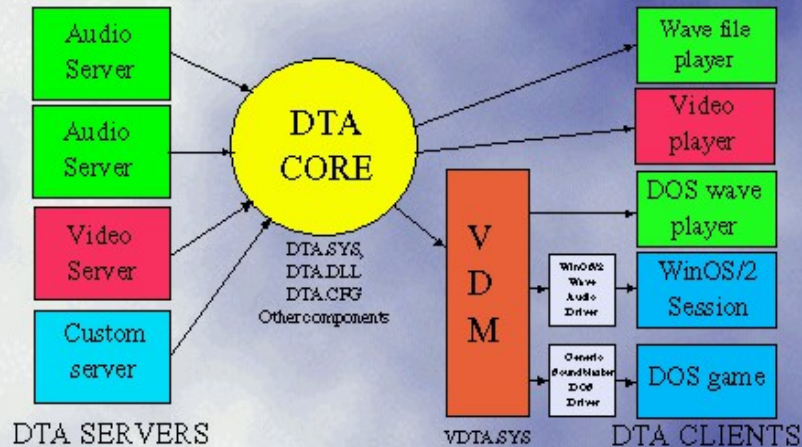 Audio
Server
Audio
Server
Video
Server
Custom
server
DTA SERVERS
DTA
CORE
DTA.SYS,
DTA.DLL
DTA.CFG
Other components
V
D
M
VDTA.SYS
WinOS/2
Wave
Audio
Driver
Generic
Soundblaster
DOS
Driver
Wave file
player
Video
player
DOS wave
player
WinOS/2
Session
DOS game
DTA CLIENTS